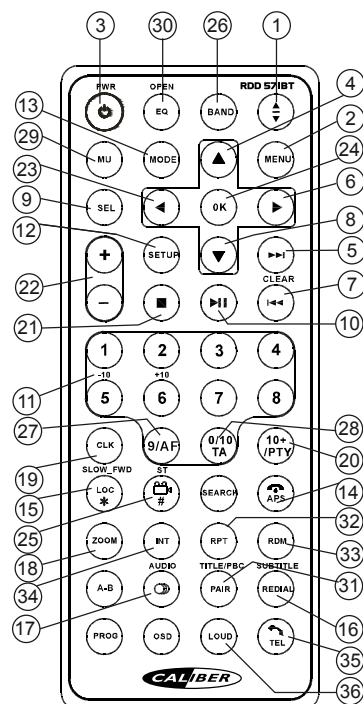 3 30 26 1
PWR OPEN RDD 571BT
EQ BAND
4
13
29 MU MODE MENU 2
23 24
0K 6
9 SEL
12 SETUP 8
+ 5
22 CLEAR
– 7
21 10
1 2 3 4
-10 +10
11 5 6 7 8
27 28
CLK 9/AF 0/10 TA 10+ /PTY
19 20
SLOW_FWD ST
15 LOC * # SEARCH APS 14
25 32
ZOOM INT RPT RDM
18 33
34 AUDIO TITLE/PBC SUBTITLE 31
A-B PAIR REDIAL
17 16
PROG OSD LOUD TEL
35
CALIBER
36